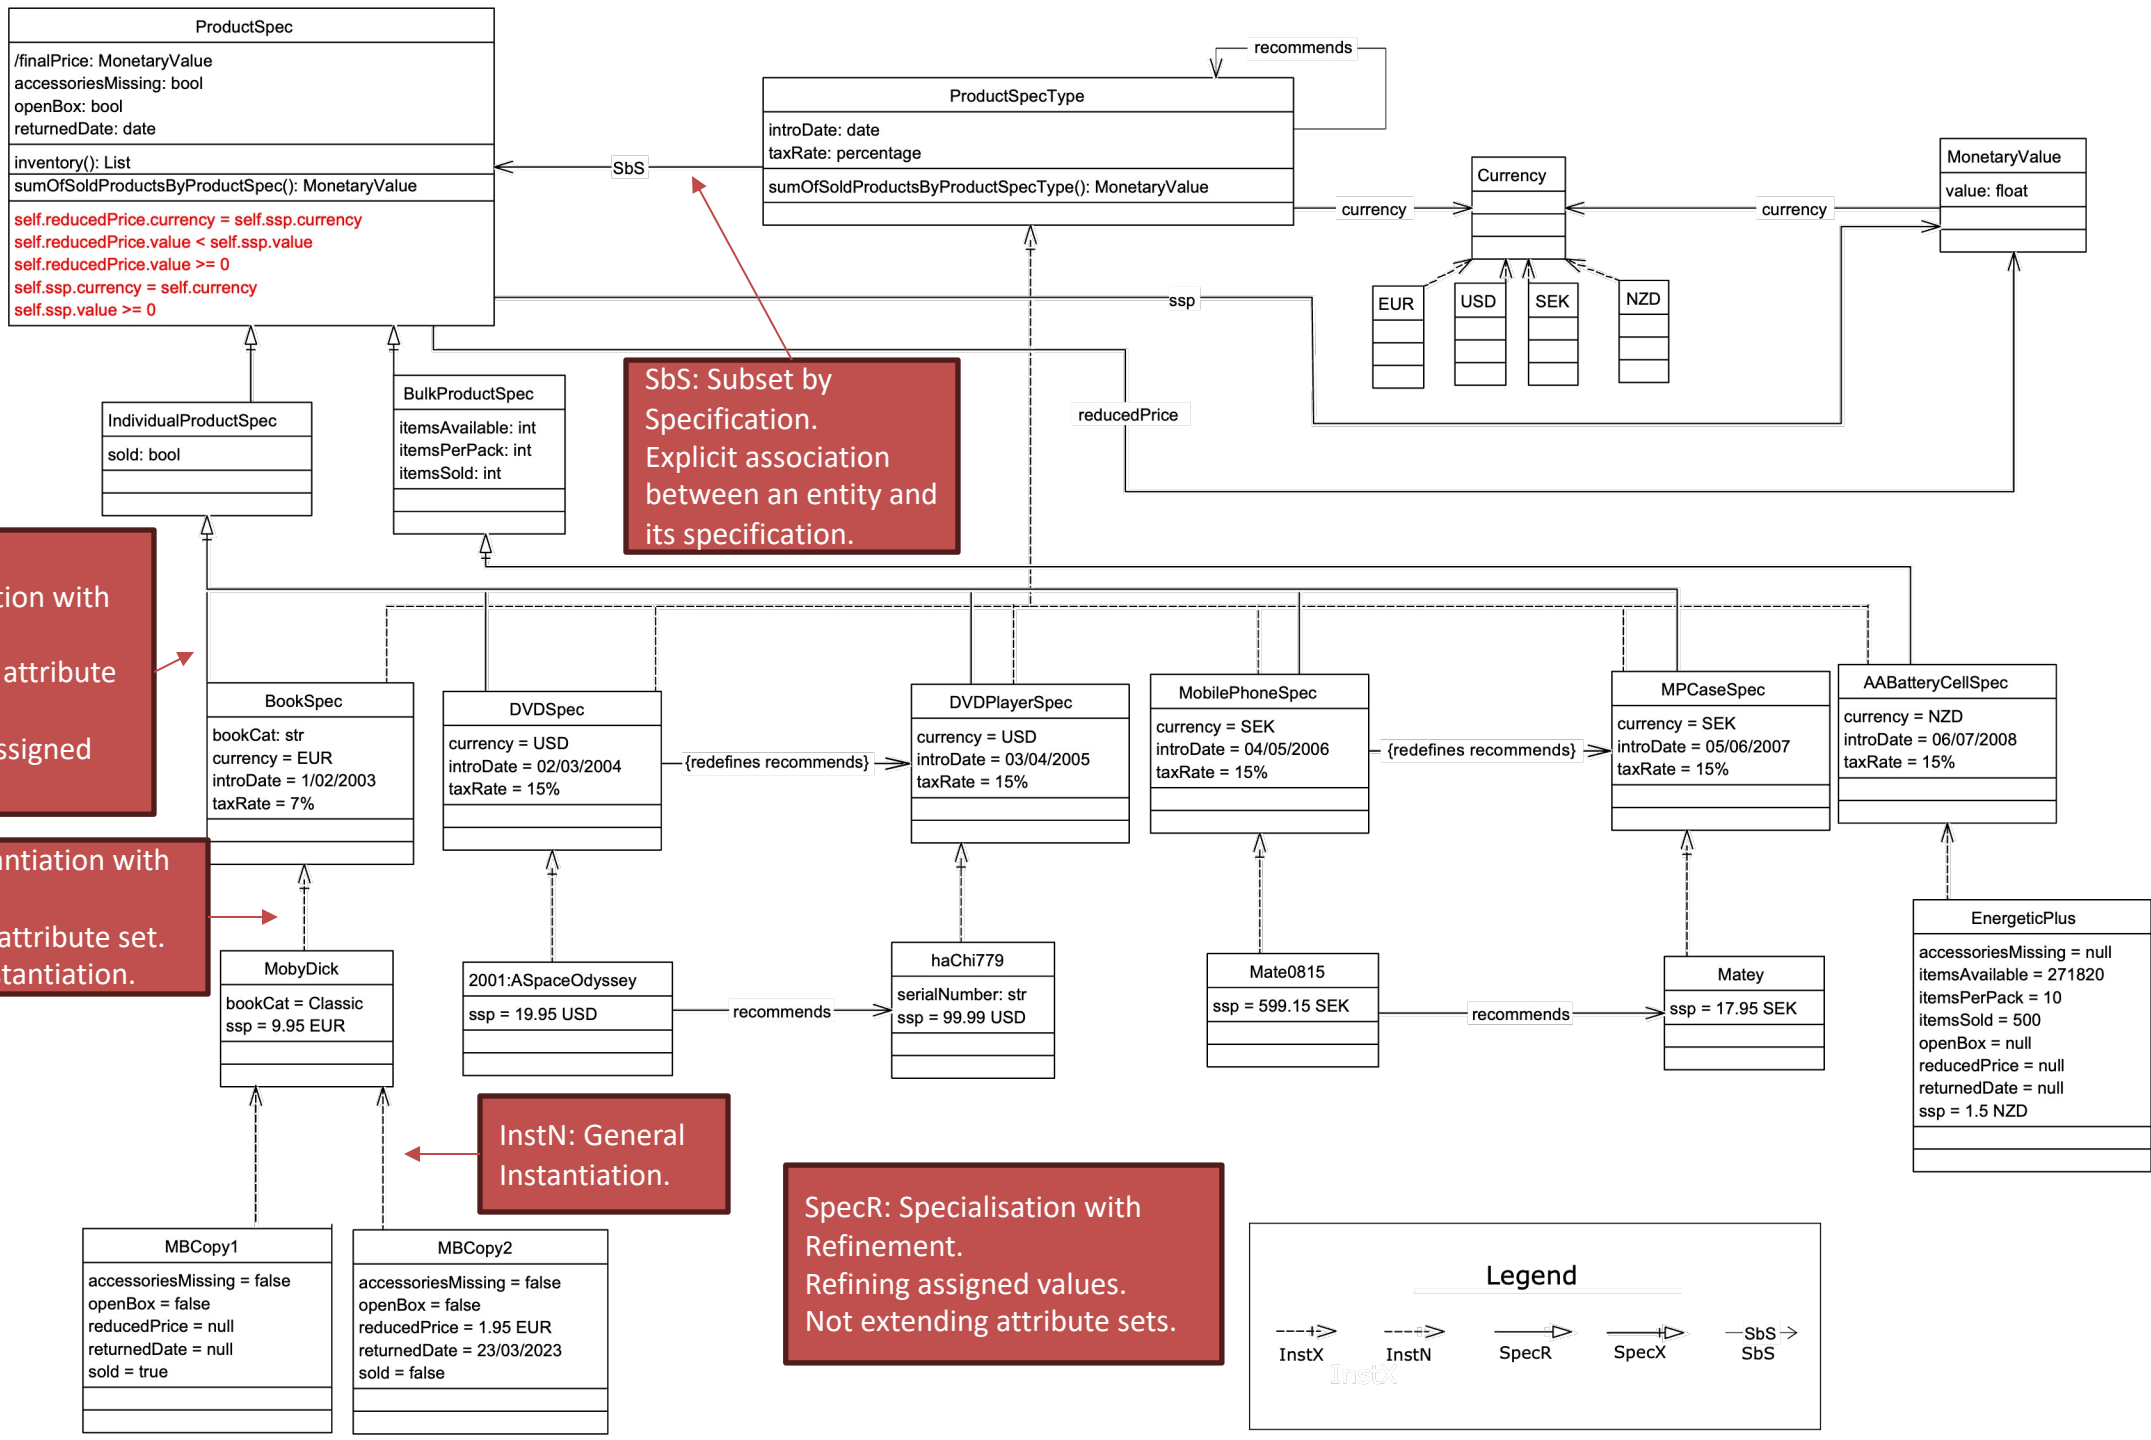 ProductSpec
/finalPrice: MonetaryValue
accessoriesMissing: bool
openBox: bool
returnedDate: date
inventory(): List
sumOfSoldProductsByProductSpec(): MonetaryValue
self.reducedPrice.currency = self.ssp.currency
self.reducedPrice.value < self.ssp.value
self.reducedPrice.value >= 0
self.ssp.currency = self.currency
self.ssp.value >= 0
SbS
recommends
ProductSpecType
introDate: date
taxRate: percentage
sumOfSoldProductsByProductSpecType(): MonetaryValue
currency
Currency
currency
MonetaryValue
value: float
EUR
USD
SEK
NZD
ssp
reducedPrice
IndividualProductSpec
sold: bool
BulkProductSpec
itemsAvailable: int
itemsPerPack: int
itemsSold: int
SbS: Subset by
Specification.
Explicit association
between an entity and
its specification.
tion with
attribute
ssigned
antiation with
attribute set.
stantiation.
BookSpec
bookCat: str
currency = EUR
introDate = 1/02/2003
taxRate = 7%
DVDSpec
currency = USD
introDate = 02/03/2004
taxRate = 15%
{redefines recommends}
DVDPlayerSpec
currency = USD
introDate = 03/04/2005
taxRate = 15%
MobilePhoneSpec
currency = SEK
introDate = 04/05/2006
taxRate = 15%
{redefines recommends}
MPCaseSpec
currency = SEK
introDate = 05/06/2007
taxRate = 15%
AABatteryCellSpec
currency = NZD
introDate = 06/07/2008
taxRate = 15%
MobyDick
bookCat = Classic
ssp = 9.95 EUR
2001:ASpaceOdyssey
ssp = 19.95 USD
recommends
haChi779
serialNumber: str
ssp = 99.99 USD
Mate0815
ssp = 599.15 SEK
recommends
Matey
ssp = 17.95 SEK
EnergeticPlus
accessoriesMissing = null
itemsAvailable = 271820
itemsPerPack = 10
itemsSold = 500
openBox = null
reducedPrice = null
returnedDate = null
ssp = 1.5 NZD
InstN: General
Instantiation.
MBCopy1
accessoriesMissing = false
openBox = false
reducedPrice = null
returnedDate = null
sold = true
MBCopy2
accessoriesMissing = false
openBox = false
reducedPrice = 1.95 EUR
returnedDate = 23/03/2023
sold = false
SpecR: Specialisation with
Refinement.
Refining assigned values.
Not extending attribute sets.
Legend
InstX
InstN
SpecR
SpecX
SbS
SbS
InstX